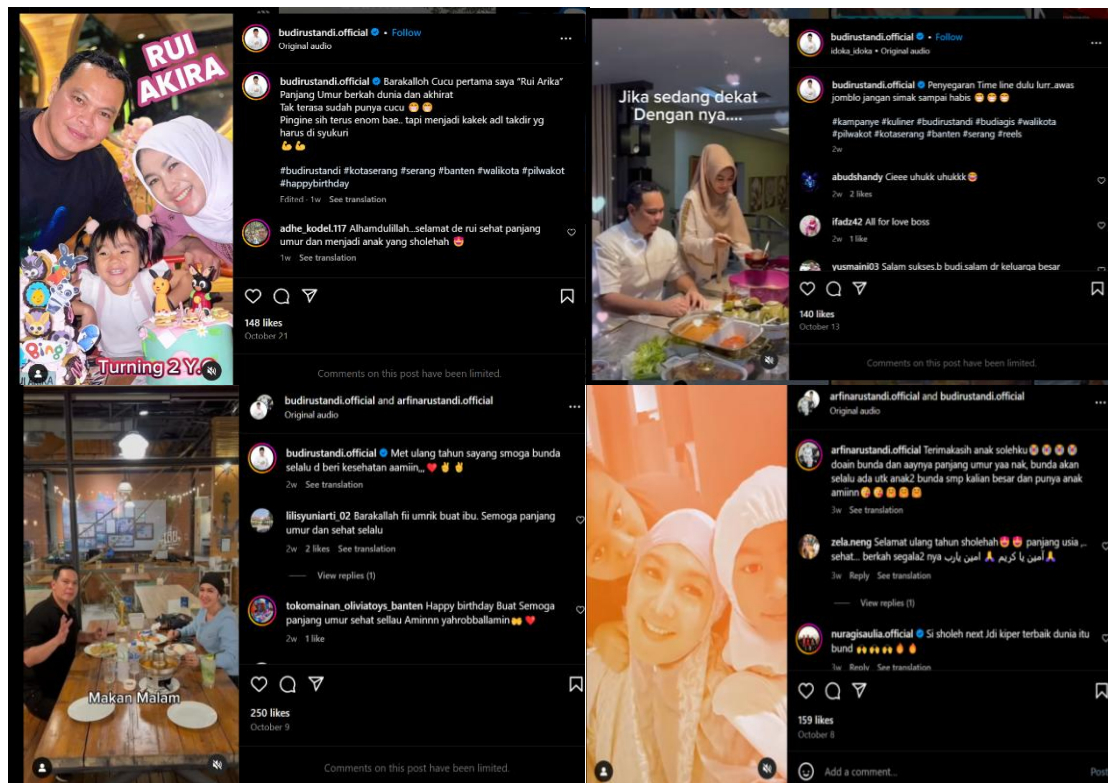 RUI
AKIRA
Turning 2 Y.O
budirustandi.official • Follow
Original audio
budirustandi.official Barakalloh Cucu pertama saya “Rui Arika”
Panjang Umur berkah dunia dan akhirat
Tak terasa sudah punya cucu 😁😁
Pingine sih terus enom bae.. tapi menjadi kakek adl takdir yg
harus di syukuri
💪💪
#budirustandi #kotaserang #serang #banten #walikota #pilwakot
#happybirthday
Edited · 1w See translation
adhe_kodel.117 Alhamdulillah...selamat de rui sehat panjang
umur dan menjadi anak yg sholehah 😍
1w See translation
148 likes
October 21
Comments on this post have been limited.
Jika sedang dekat
Dengan nya....
budirustandi.official • Follow
idoka_idoka • Original audio
budirustandi.official Penyegaran Time line dulu lurr..awas
jomblo jangan simak sampai habis 😁😁😁
#kampanye #kuliner #budirustandi #budiagis #walikota
#pilwakot #kotaserang #banten #serang #reels
2w
abudshandy Cieee uhukk uhukkk🤩
2w 2 likes
ifadz42 All for love boss
2w 1 like
yusmaini03 Salam sukses.b budi.salam dr keluarga besar
140 likes
October 13
Comments on this post have been limited.
Makan Malam
budirustandi.official and arfinarustandi.official
Original audio
budirustandi.official Met ulang tahun sayang smoga bunda
selalu d beri kesehatan aamiin,,, ❤️✌️✌️
2w See translation
lilisyuniarti_02 Barakallah fii umrik buat ibu. Semoga panjang
umur dan sehat selalu
2w 2 likes See translation
View replies (1)
tokomainan_oliviatoys_banten Happy birthday Buat Semoga
panjang umur sehat sellau Aminnn yahrobballamin🙌❤️
2w 1 like
250 likes
October 9
Comments on this post have been limited.
arfinarustandi.official and budirustandi.official
Original audio
arfinarustandi.official Terimakasih anak solehku
doain bunda dan aaynya panjang umur yaa nak, bunda akan
selalu ada utk anak2 bunda smp kalian besar dan punya anak
amiinn😘😘🤗🤗🤗
3w See translation
zela.neng Selamat ulang tahun sholehah😍😍 panjang usia ,..
sehat... berkah segala2 nya امين يارب 🙏 آمين يا كريم🙏
3w Reply See translation
View replies (1)
nuragisaulia.official Si sholeh next Jdi kiper terbaik dunia itu
bund 🙌🙌🙌🔥🔥
3w Reply See translation
159 likes
October 8
Add a comment...
Post